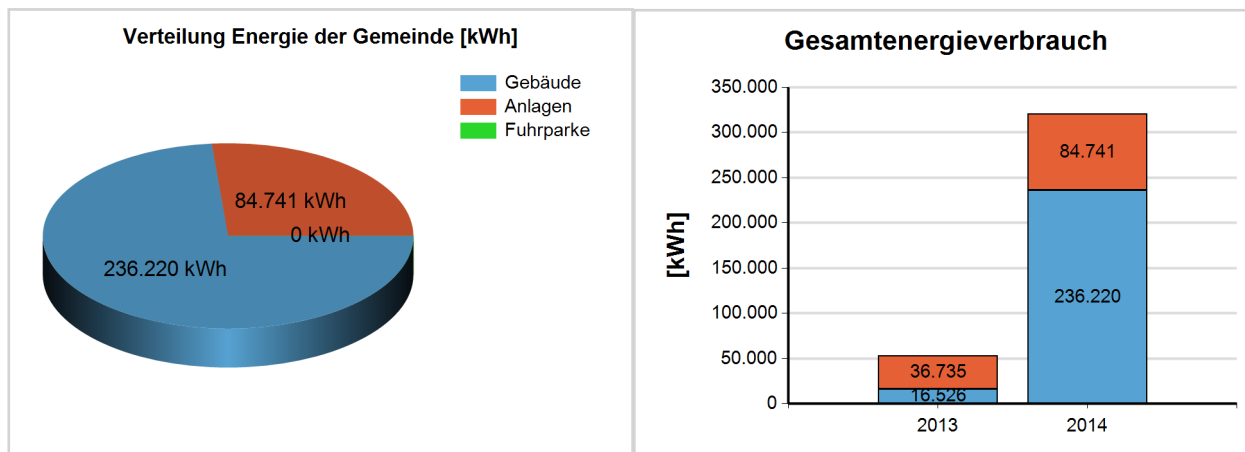 Verteilung Energie der Gemeinde [kWh]
Gebäude
Anlagen
Fuhrparke
84.741 kWh
0 kWh
236.220 kWh
Gesamtenergieverbrauch
[kWh]
350.000
300.000
250.000
200.000
150.000
100.000
50.000
0
84.741
236.220
36.735
16.526
2013
2014